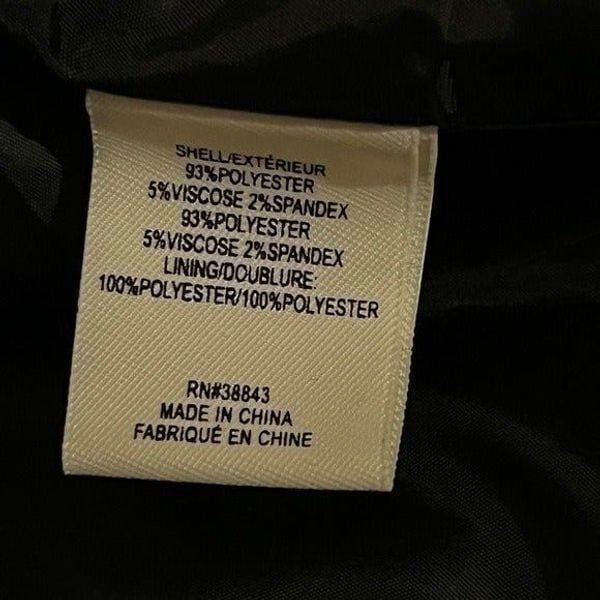 SHELL/EXTÉRIEUR
93%POLYESTER
5%VISCOSE 2%SPANDEX
93%POLYESTER
5%VISCOSE 2%SPANDEX
LINING/DOUBLURE:
100%POLYESTER/100%POLYESTER
RN#38843
MADE IN CHINA
FABRIQUÉ EN CHINE